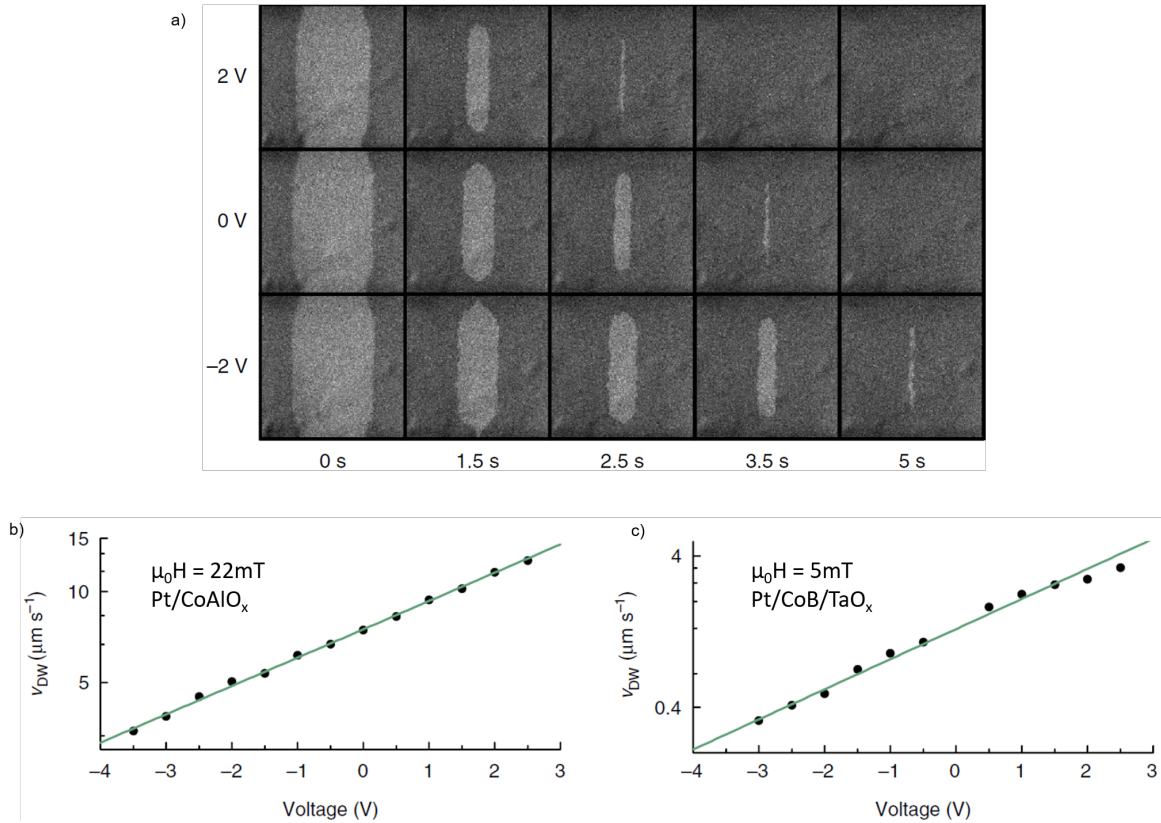 a)
2 V
0 V
–2 V
0 s 1.5 s 2.5 s 3.5 s 5 s
b)
15
10
5
v_DW (μm s⁻¹)
μ₀H = 22mT
Pt/CoAlOₓ
–4 –3 –2 –1 0 1 2 3
Voltage (V)
c)
4
0.4
v_DW (μm s⁻¹)
μ₀H = 5mT
Pt/CoB/TaOₓ
–4 –3 –2 –1 0 1 2 3
Voltage (V)